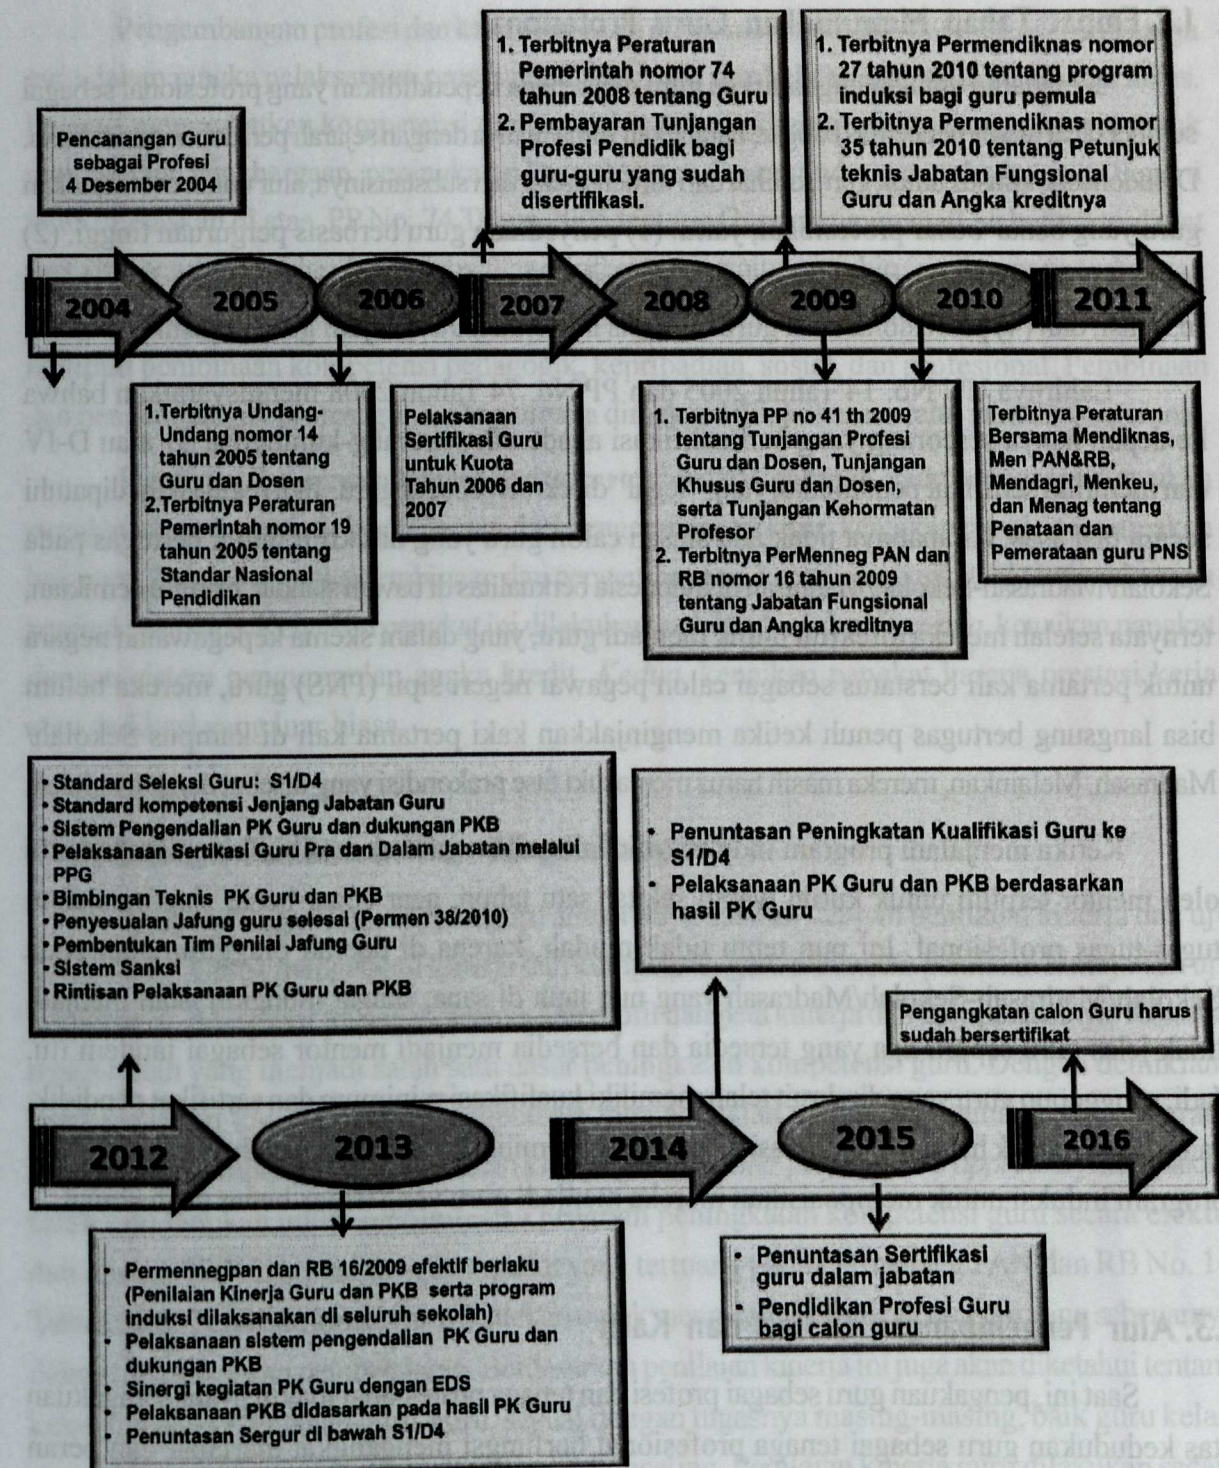 Pencanangan Guru
sebagai Profesi
4 Desember 2004
1. Terbitnya Peraturan
Pemerintah nomor 74
tahun 2008 tentang Guru
2. Pembayaran Tunjangan
Profesi Pendidik bagi
guru-guru yang sudah
disertifikasi.
1. Terbitnya Permendiknas nomor
27 tahun 2010 tentang program
induksi bagi guru pemula
2. Terbitnya Permendiknas nomor
35 tahun 2010 tentang Petunjuk
teknis Jabatan Fungsional
Guru dan Angka kreditnya
2004 2005 2006 2007 2008 2009 2010 2011
1.Terbitnya Undang-
Undang nomor 14
tahun 2005 tentang
Guru dan Dosen
2.Terbitnya Peraturan
Pemerintah nomor 19
tahun 2005 tentang
Standar Nasional
Pendidikan
Pelaksanaan
Sertifikasi Guru
untuk Kuota
Tahun 2006 dan
2007
1. Terbitnya PP no 41 th 2009
tentang Tunjangan Profesi
Guru dan Dosen, Tunjangan
Khusus Guru dan Dosen,
serta Tunjangan Kehormatan
Profesor
2. Terbitnya PerMenneg PAN dan
RB nomor 16 tahun 2009
tentang Jabatan Fungsional
Guru dan Angka kreditnya
Terbitnya Peraturan
Bersama Mendiknas,
Men PAN&RB,
Mendagri, Menkeu,
dan Menag tentang
Penataan dan
Pemerataan guru PNS
• Standard Seleksi Guru: S1/D4
• Standard kompetensi Jenjang Jabatan Guru
• Sistem Pengendalian PK Guru dan dukungan PKB
• Pelaksanaan Sertikasi Guru Pra dan Dalam Jabatan melalui
PPG
• Bimbingan Teknis PK Guru dan PKB
• Penyesuaian Jafung guru selesai (Permen 38/2010)
• Pembentukan Tim Penilai Jafung Guru
• Sistem Sanksi
• Rintisan Pelaksanaan PK Guru dan PKB
• Penuntasan Peningkatan Kualifikasi Guru ke
S1/D4
• Pelaksanaan PK Guru dan PKB berdasarkan
hasil PK Guru
Pengangkatan calon Guru harus
sudah bersertifikat
2012 2013 2014 2015 2016
• Permennegpan dan RB 16/2009 efektif berlaku
(Penilaian Kinerja Guru dan PKB serta program
induksi dilaksanakan di seluruh sekolah)
• Pelaksanaan sistem pengendalian PK Guru dan
dukungan PKB
• Sinergi kegiatan PK Guru dengan EDS
• Pelaksanaan PKB didasarkan pada hasil PK Guru
• Penuntasan Sergur di bawah S1/D4
• Penuntasan Sertifikasi
guru dalam jabatan
• Pendidikan Profesi Guru
bagi calon guru